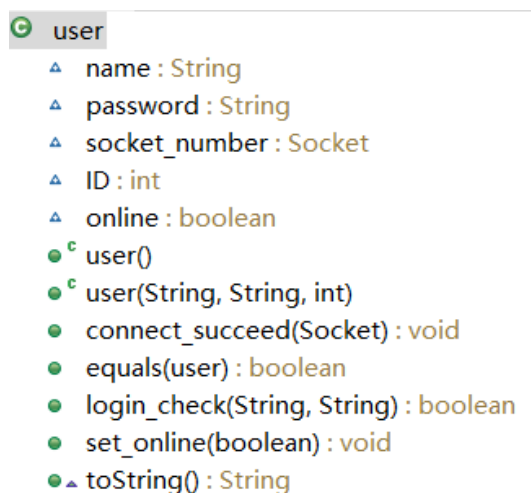 user
name : String
password : String
socket_number : Socket
ID : int
online : boolean
user()
user(String, String, int)
connect_succeed(Socket) : void
equals(user) : boolean
login_check(String, String) : boolean
set_online(boolean) : void
toString() : String